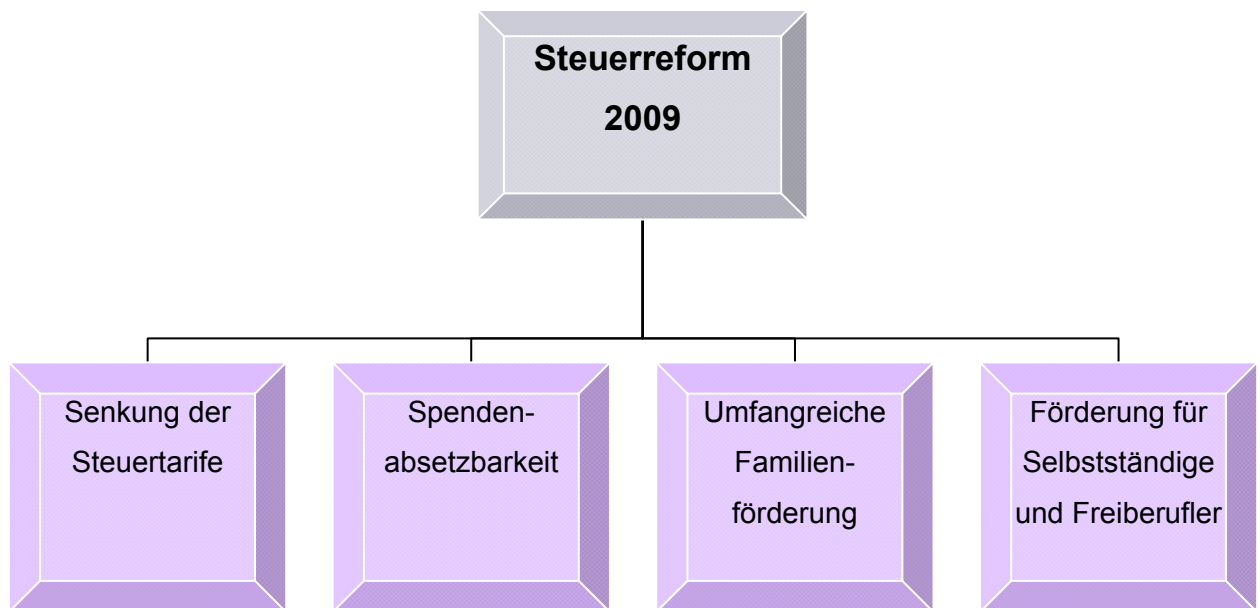 Steuerreform
2009
Senkung der
Steuertarife
Spenden-
absetzbarkeit
Umfangreiche
Familien-
förderung
Förderung für
Selbstständige
und Freiberufler